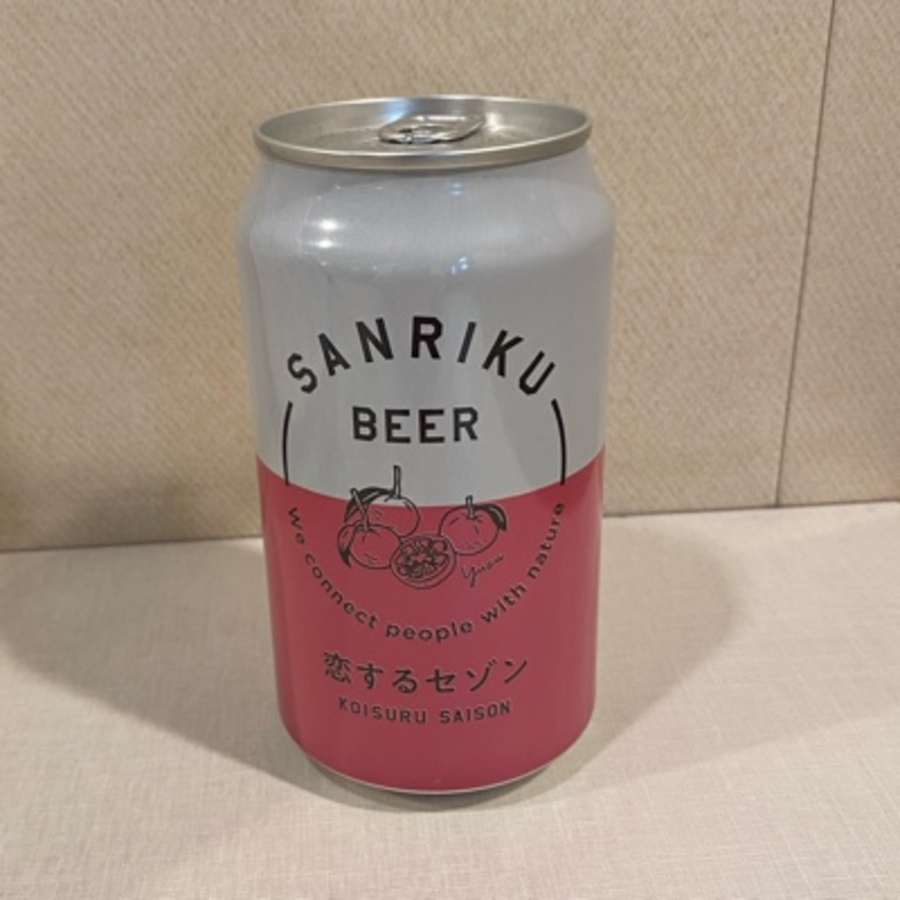 SANRIKU
BEER
Yuzu
We connect people with nature
恋するセゾン
KOISURU SAISON